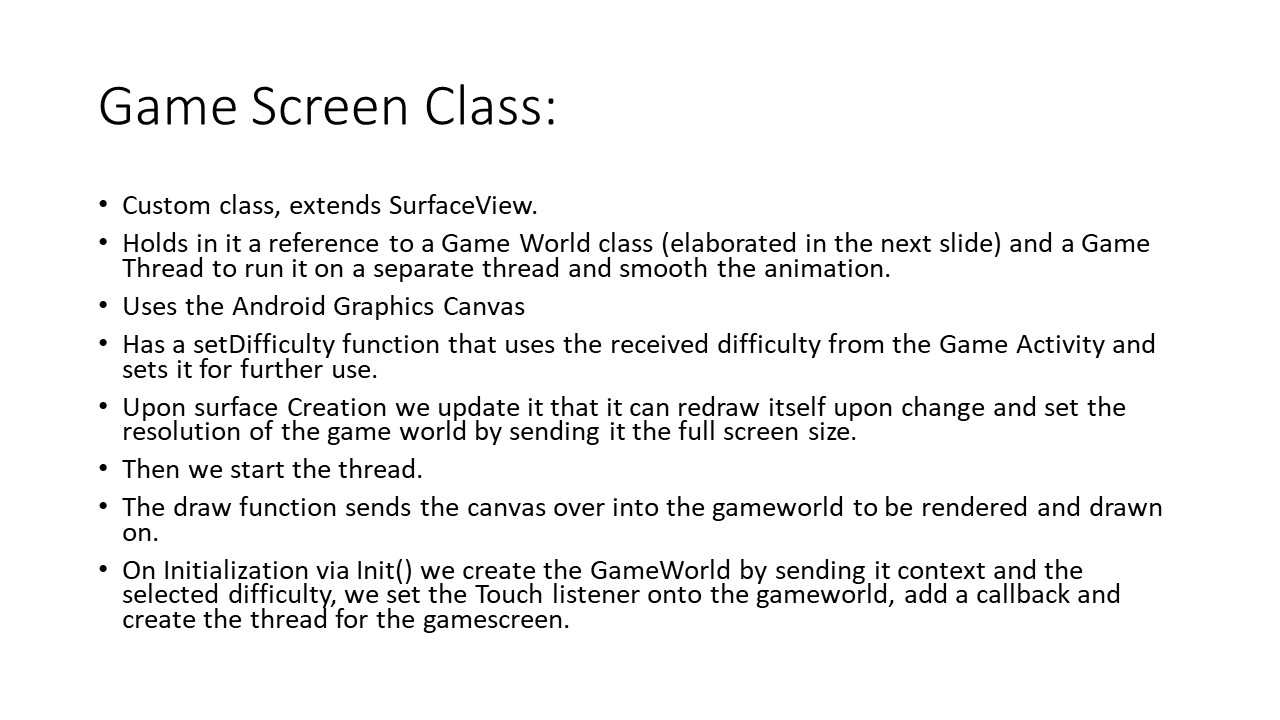 Game Screen Class:
• Custom class, extends SurfaceView.
• Holds in it a reference to a Game World class (elaborated in the next slide) and a Game
Thread to run it on a separate thread and smooth the animation.
• Uses the Android Graphics Canvas
• Has a setDifficulty function that uses the received difficulty from the Game Activity and
sets it for further use.
• Upon surface Creation we update it that it can redraw itself upon change and set the
resolution of the game world by sending it the full screen size.
• Then we start the thread.
• The draw function sends the canvas over into the gameworld to be rendered and drawn
on.
• On Initialization via Init() we create the GameWorld by sending it context and the
selected difficulty, we set the Touch listener onto the gameworld, add a callback and
create the thread for the gamescreen.